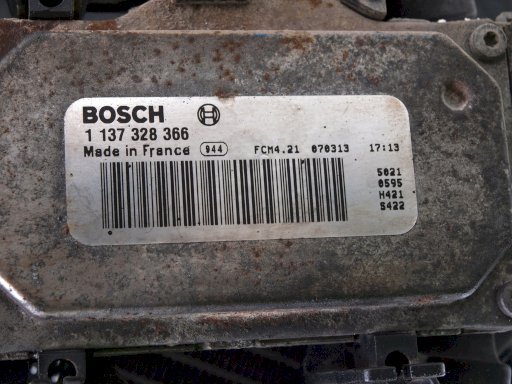 BOSCH
1 137 328 366
Made in France 944 FCM4.21 070313 17:13
5021
0595
H421
S422